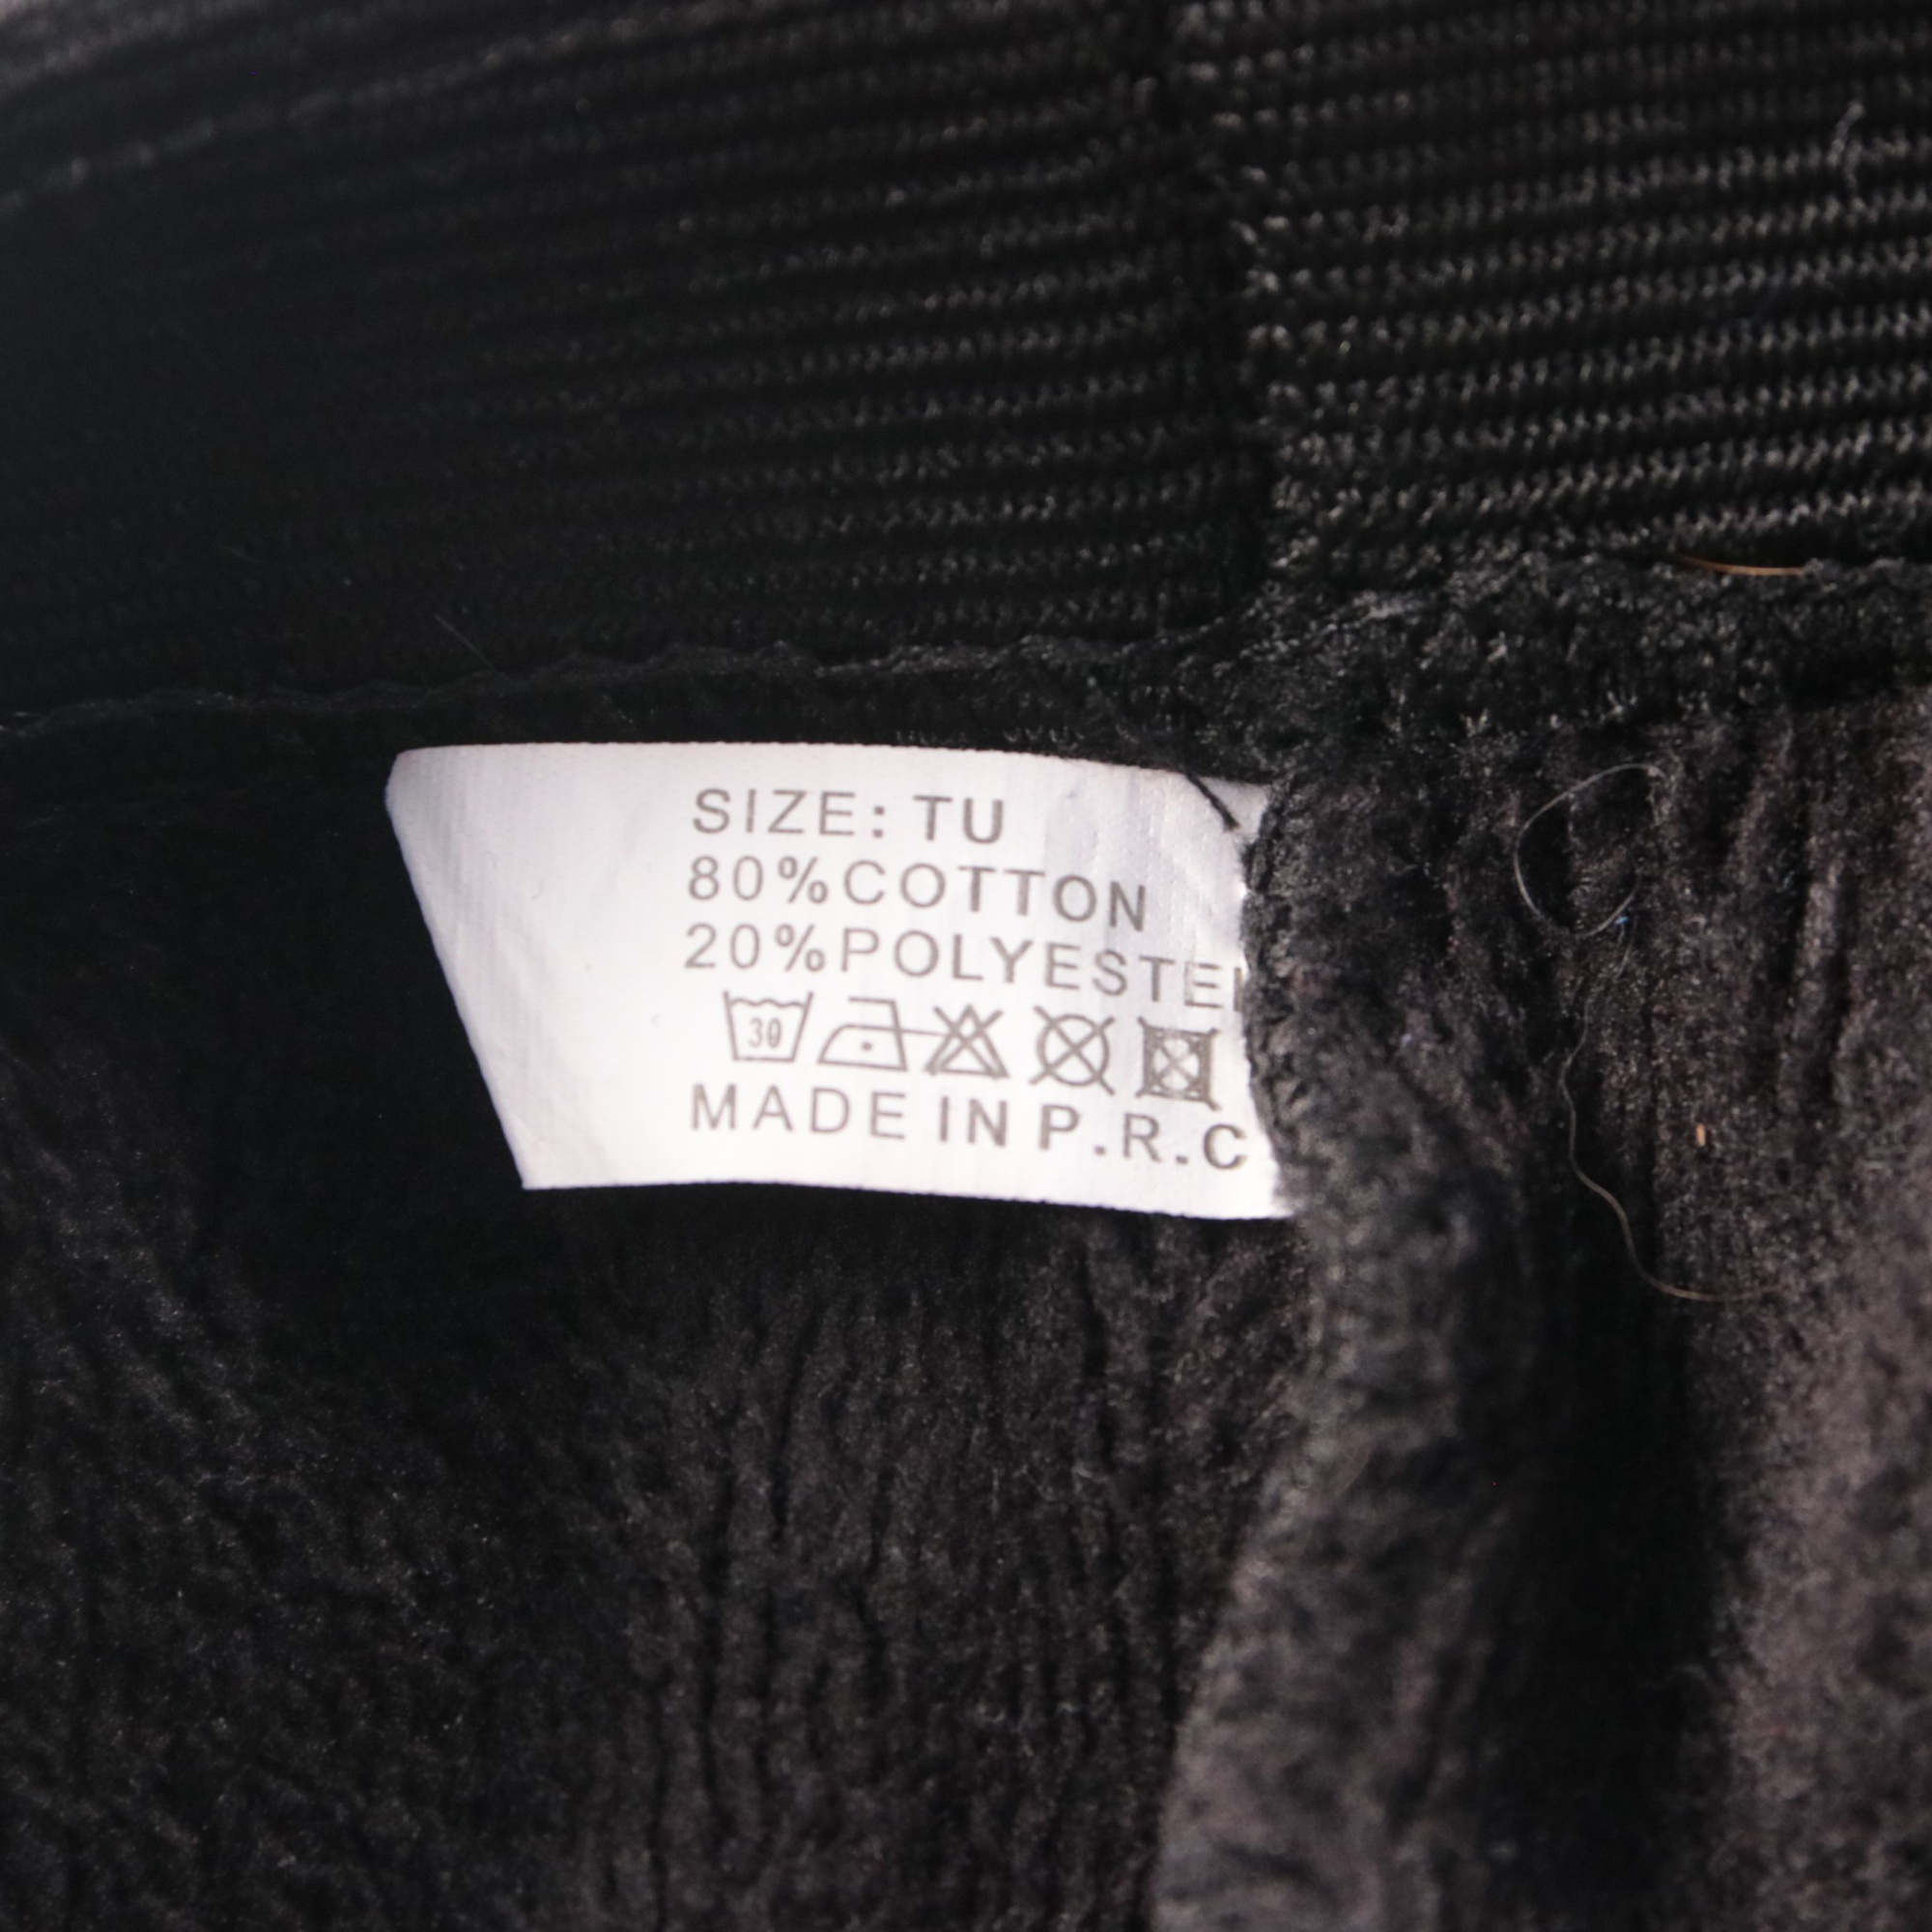 SIZE: TU
80%COTTON
20%POLYESTER
30
MADE IN P.R.C